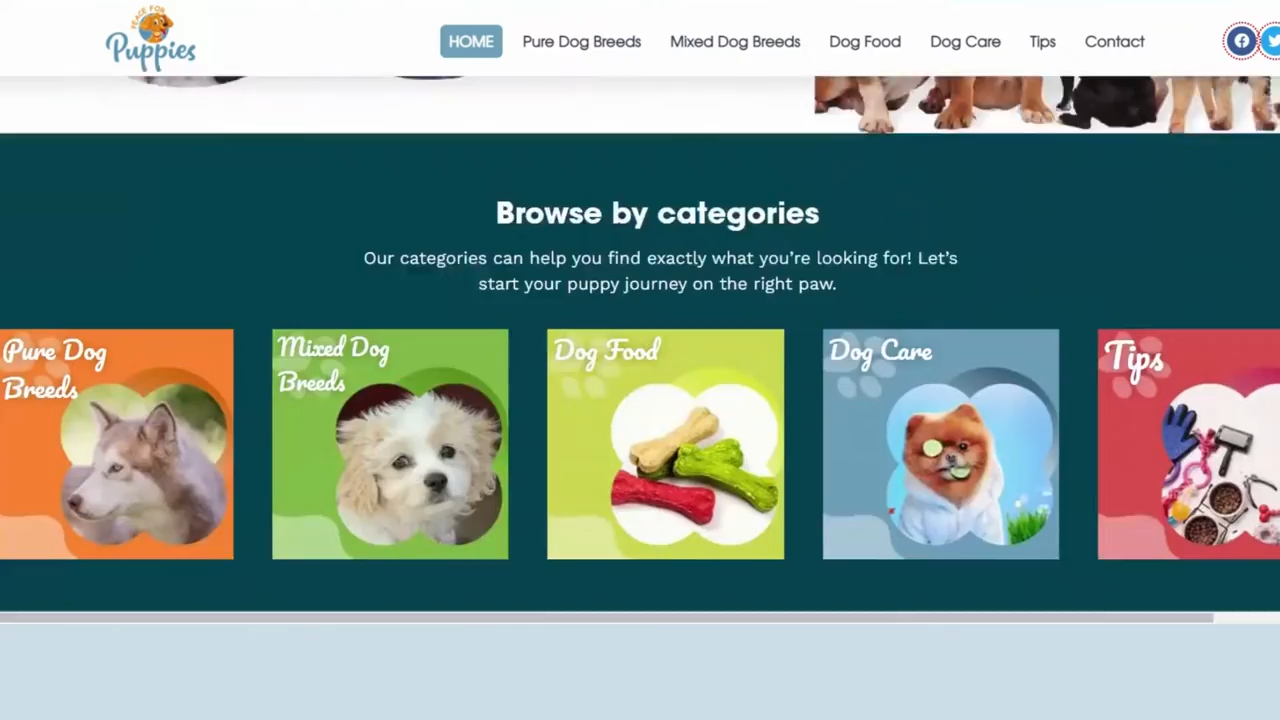 PEACE FOR
Puppies
HOME
Pure Dog Breeds
Mixed Dog Breeds
Dog Food
Dog Care
Tips
Contact
Browse by categories
Our categories can help you find exactly what you’re looking for! Let’s
start your puppy journey on the right paw.
Pure Dog
Breeds
Mixed Dog
Breeds
Dog Food
Dog Care
Tips